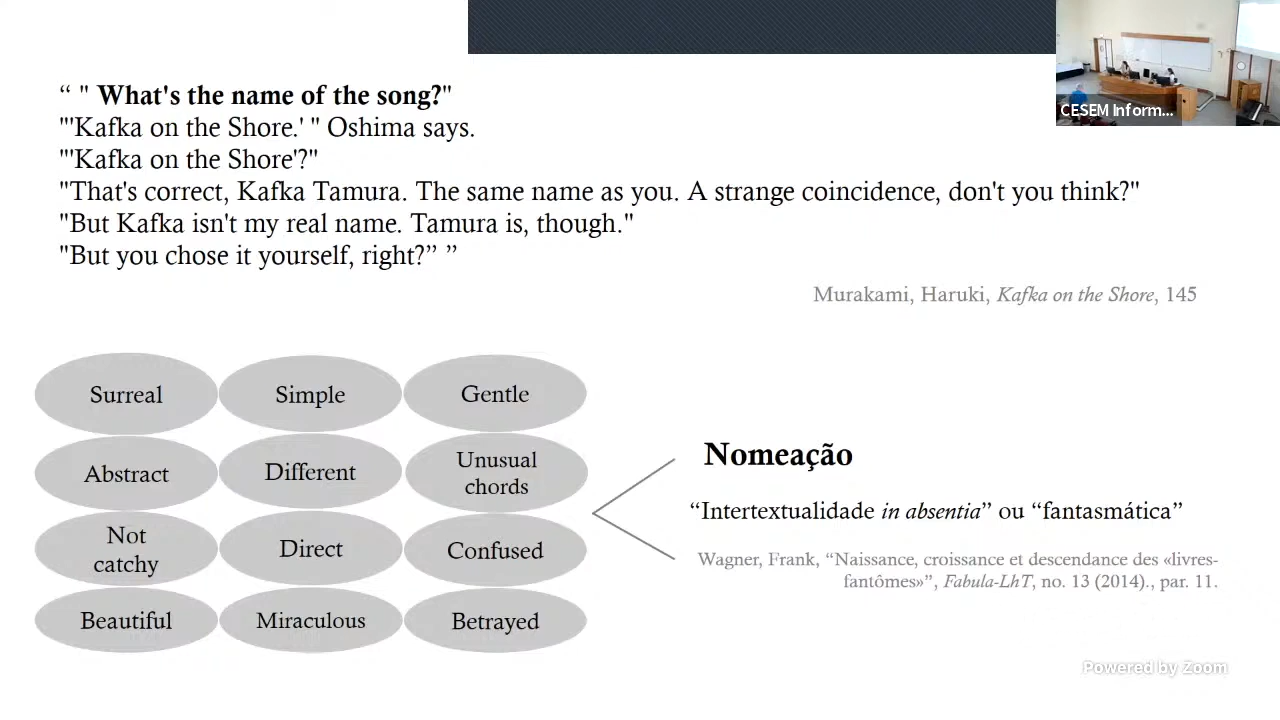 “ " What's the name of the song?"
"'Kafka on the Shore.' " Oshima says.
"'Kafka on the Shore'?"
"That's correct, Kafka Tamura. The same name as you. A strange coincidence, don't you think?"
"But Kafka isn't my real name. Tamura is, though."
"But you chose it yourself, right?” ”
Murakami, Haruki, Kafka on the Shore, 145
CESEM Inform...
Surreal
Simple
Gentle
Abstract
Different
Unusual
chords
Not
catchy
Direct
Confused
Beautiful
Miraculous
Betrayed
Nomeação
“Intertextualidade in absentia” ou “fantasmática”
Wagner, Frank, “Naissance, croissance et descendance des «livres-
fantômes»”, Fabula-LhT, no. 13 (2014)., par. 11.
Powered by Zoom